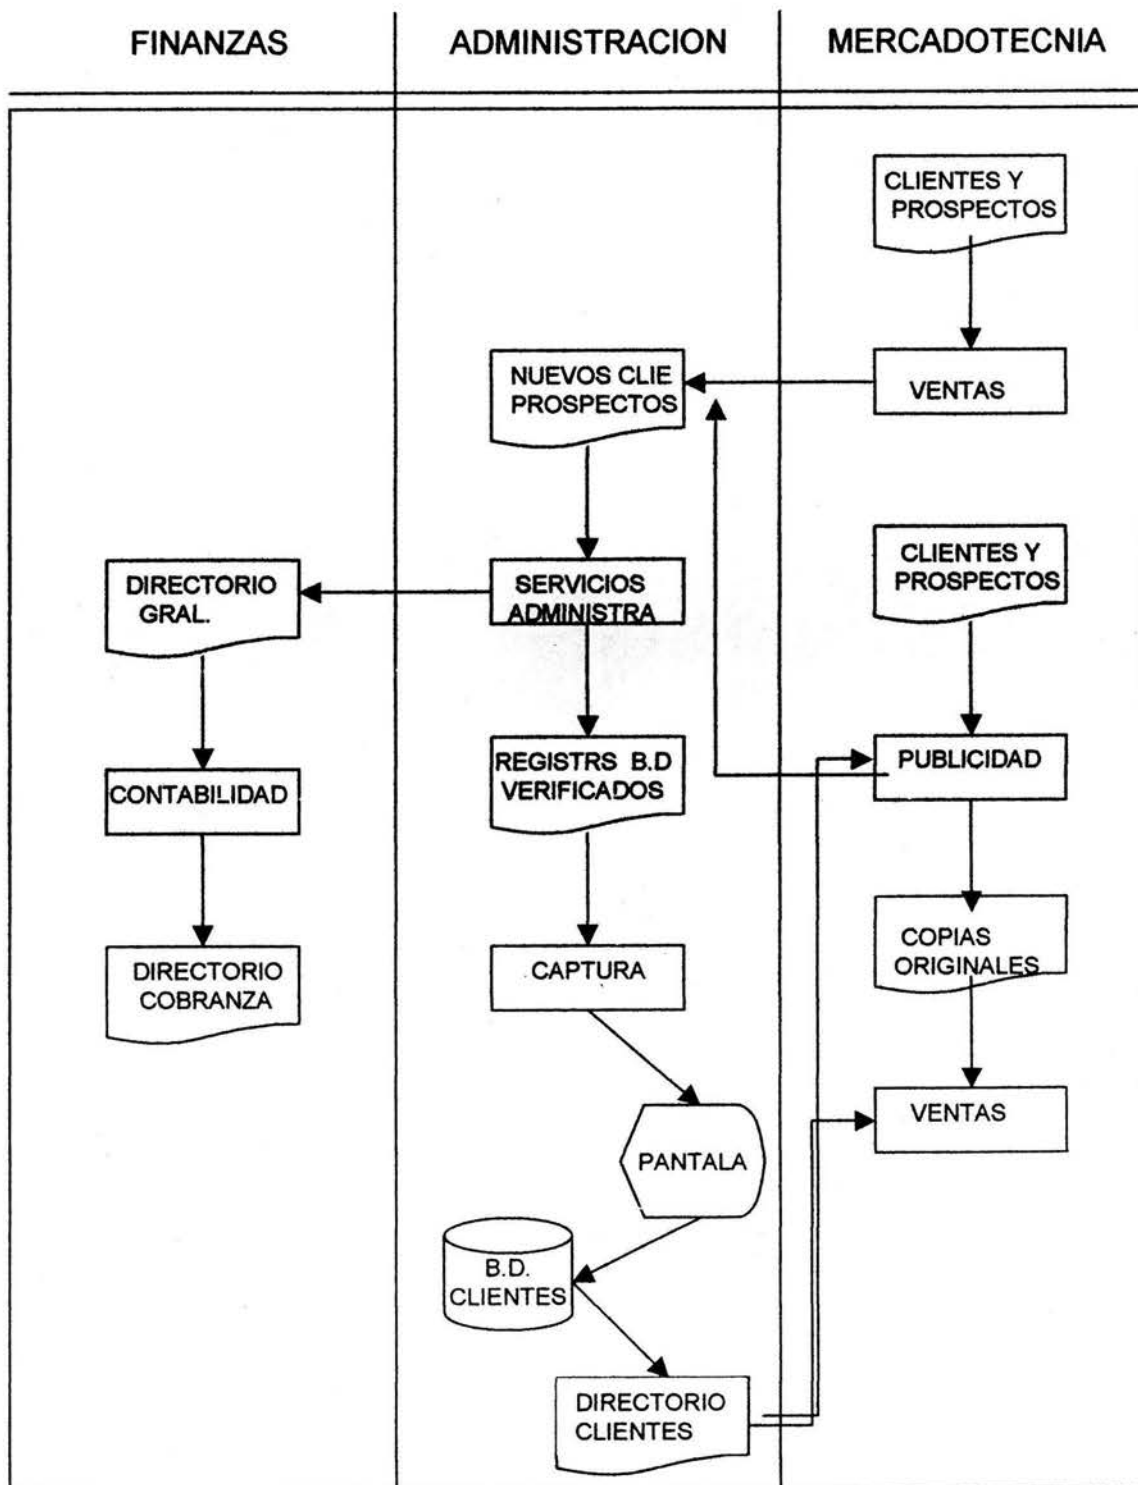 FINANZAS
ADMINISTRACION
MERCADOTECNIA
CLIENTES Y
PROSPECTOS
NUEVOS CLIE
PROSPECTOS
VENTAS
CLIENTES Y
PROSPECTOS
DIRECTORIO
GRAL.
SERVICIOS
ADMINISTRA
CONTABILIDAD
REGISTRS B.D
VERIFICADOS
PUBLICIDAD
DIRECTORIO
COBRANZA
CAPTURA
COPIAS
ORIGINALES
PANTALA
VENTAS
B.D.
CLIENTES
DIRECTORIO
CLIENTES